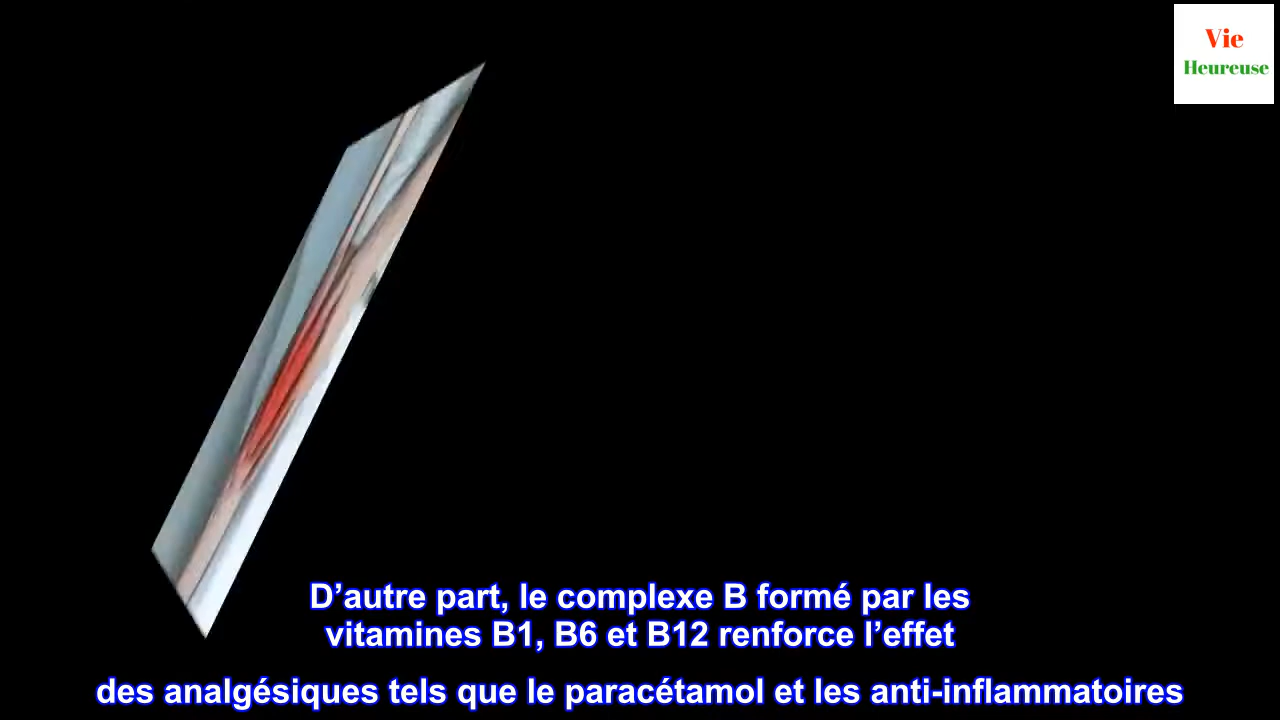 Vie
Heureuse
D’autre part, le complexe B formé par les
vitamines B1, B6 et B12 renforce l’effet
des analgésiques tels que le paracétamol et les anti-inflammatoires